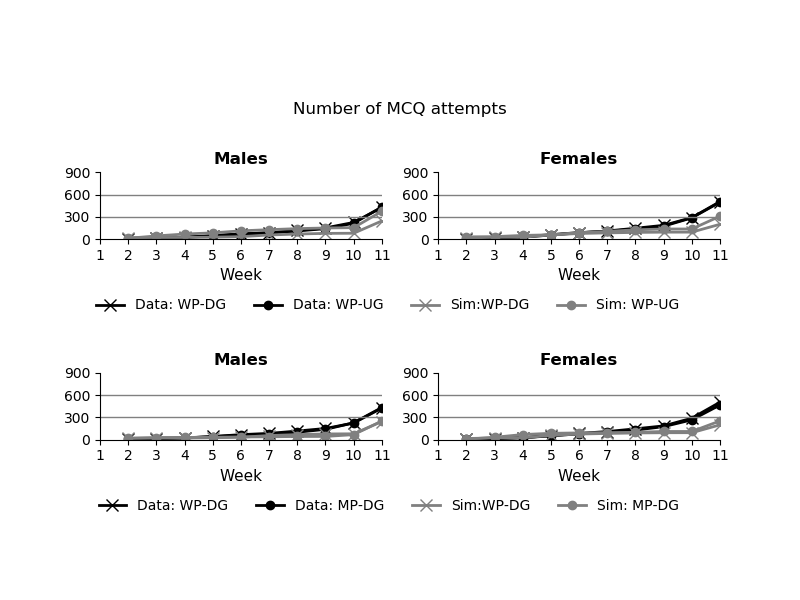 Number of MCQ attempts
Males Females
900 900
600 600
300 300
0 0
1 2 3 4 5 6 7 8 9 10 11 1 2 3 4 5 6 7 8 9 10 11
Week Week
Data: WP-DG Data: WP-UG Sim:WP-DG Sim: WP-UG
Males Females
900 900
600 600
300 300
0 0
1 2 3 4 5 6 7 8 9 10 11 1 2 3 4 5 6 7 8 9 10 11
Week Week
Data: WP-DG Data: MP-DG Sim:WP-DG Sim: MP-DG